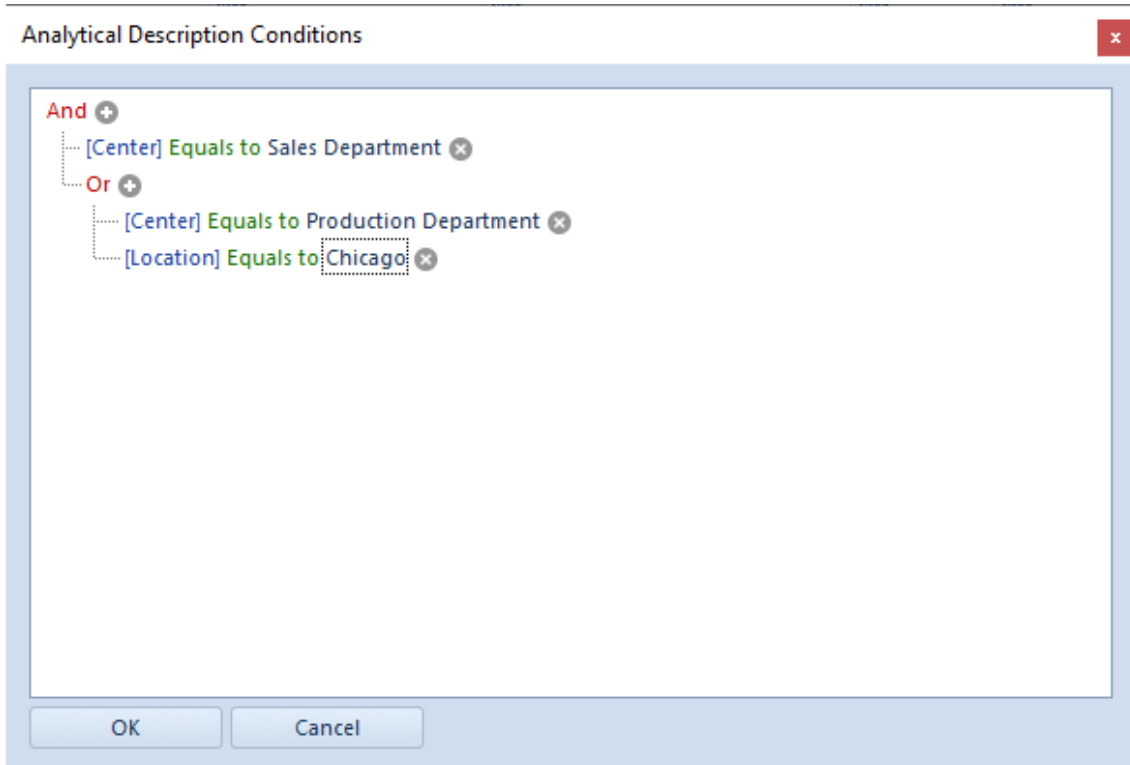 Analytical Description Conditions
And
[Center] Equals to Sales Department
Or
[Center] Equals to Production Department
[Location] Equals to Chicago
OK
Cancel